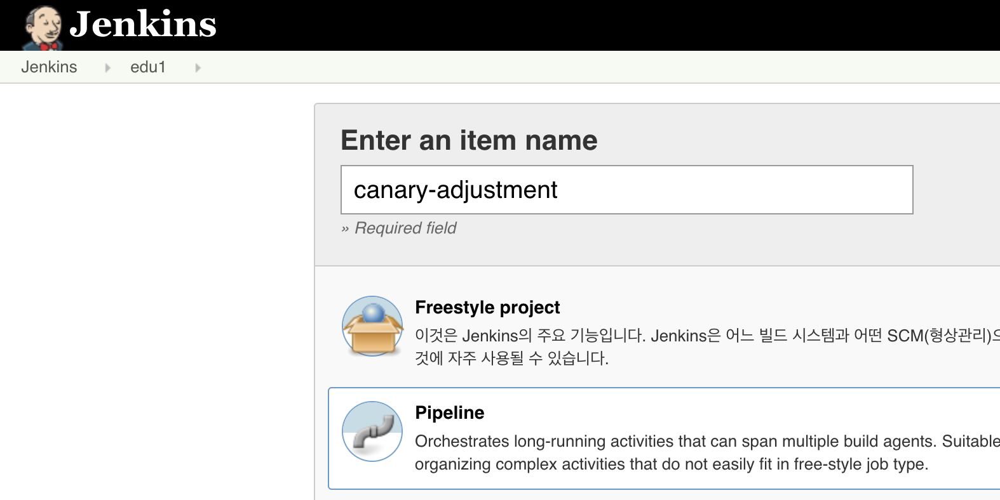 Jenkins
Jenkins edu1
Enter an item name
canary-adjustment
» Required field
Freestyle project
이것은 Jenkins의 주요 기능입니다. Jenkins은 어느 빌드 시스템과 어떤 SCM(형상관리)으
것에 자주 사용될 수 있습니다.
Pipeline
Orchestrates long-running activities that can span multiple build agents. Suitable
organizing complex activities that do not easily fit in free-style job type.